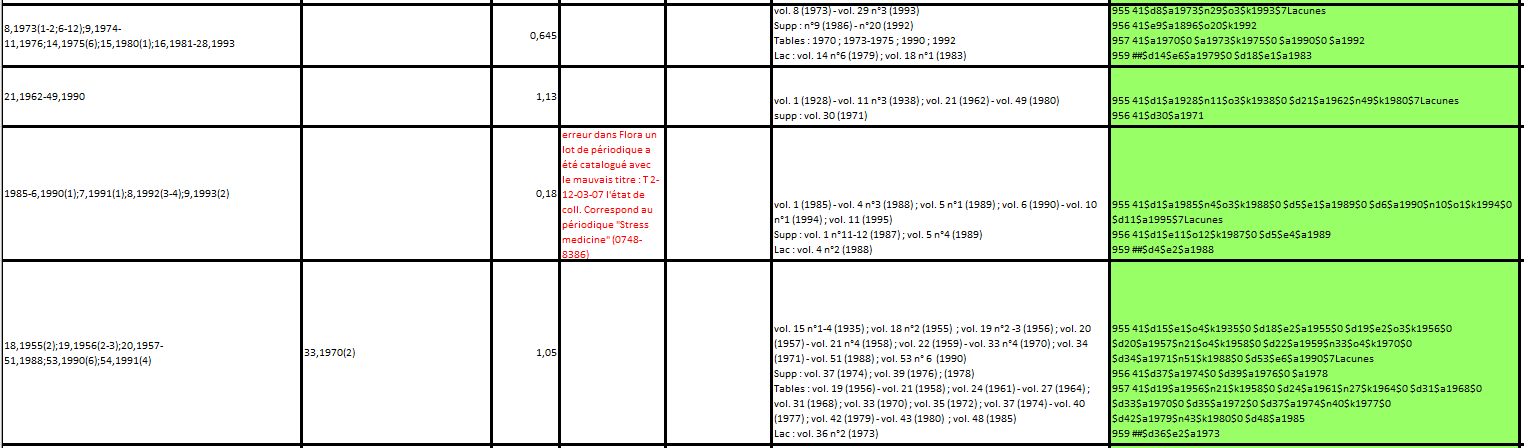 8,1973(1-2;6-12);9,1974-
11,1976;14,1975(6);15,1980(1);16,1981-28,1993
0,645
vol. 8 (1973) - vol. 29 n°3 (1993)
Supp : n°9 (1986) - n°20 (1992)
Tables : 1970 ; 1973-1975 ; 1990 ; 1992
Lac : vol. 14 n°6 (1979) ; vol. 18 n°1 (1983)
955 41$d8$a1973$n29$o3$k1993$7Lacunes
956 41$e9$a1896$o20$k1992
957 41$a1970$0 $a1973$k1975$0 $a1990$0 $a1992
959 ##$d14$e6$a1979$0 $d18$e1$a1983
21,1962-49,1990
1,13
vol. 1 (1928) - vol. 11 n°3 (1938) ; vol. 21 (1962) - vol. 49 (1980)
supp : vol. 30 (1971)
955 41$d1$a1928$n11$o3$k1938$0 $d21$a1962$n49$k1980$7Lacunes
956 41$d30$a1971
1985-6,1990(1);7,1991(1);8,1992(3-4);9,1993(2)
0,18
erreur dans Flora un
lot de périodique a
été catalogué avec
le mauvais titre : T 2-
12-03-07 l'état de
coll. Correspond au
périodique "Stress
medicine" (0748-
8386)
vol. 1 (1985) - vol. 4 n°3 (1988) ; vol. 5 n°1 (1989) ; vol. 6 (1990) - vol. 10
n°1 (1994) ; vol. 11 (1995)
Supp : vol. 1 n°11-12 (1987) ; vol. 5 n°4 (1989)
Lac : vol. 4 n°2 (1988)
955 41$d1$a1985$n4$o3$k1988$0 $d5$e1$a1989$0 $d6$a1990$n10$o1$k1994$0
$d11$a1995$7Lacunes
956 41$d1$e11$o12$k1987$0 $d5$e4$a1989
959 ##$d4$e2$a1988
18,1955(2);19,1956(2-3);20,1957-
51,1988;53,1990(6);54,1991(4)
33,1970(2)
1,05
vol. 15 n°1-4 (1935) ; vol. 18 n°2 (1955) ; vol. 19 n°2 -3 (1956) ; vol. 20
(1957) - vol. 21 n°4 (1958) ; vol. 22 (1959) - vol. 33 n°4 (1970) ; vol. 34
(1971) - vol. 51 (1988) ; vol. 53 n° 6 (1990)
Supp : vol. 37 (1974) ; vol. 39 (1976) ; (1978)
Tables : vol. 19 (1956) - vol. 21 (1958) ; vol. 24 (1961) - vol. 27 (1964) ;
vol. 31 (1968) ; vol. 33 (1970) ; vol. 35 (1972) ; vol. 37 (1974) - vol. 40
(1977) ; vol. 42 (1979) - vol. 43 (1980) ; vol. 48 (1985)
Lac : vol. 36 n°2 (1973)
955 41$d15$e1$o4$k1935$0 $d18$e2$a1955$0 $d19$e2$o3$k1956$0
$d20$a1957$n21$o4$k1958$0 $d22$a1959$n33$o4$k1970$0
$d34$a1971$n51$k1988$0 $d53$e6$a1990$7Lacunes
956 41$d37$a1974$0 $d39$a1976$0 $a1978
957 41$d19$a1956$n21$k1958$0 $d24$a1961$n27$k1964$0 $d31$a1968$0
$d33$a1970$0 $d35$a1972$0 $d37$a1974$n40$k1977$0
$d42$a1979$n43$k1980$0 $d48$a1985
959 ##$d36$e2$a1973